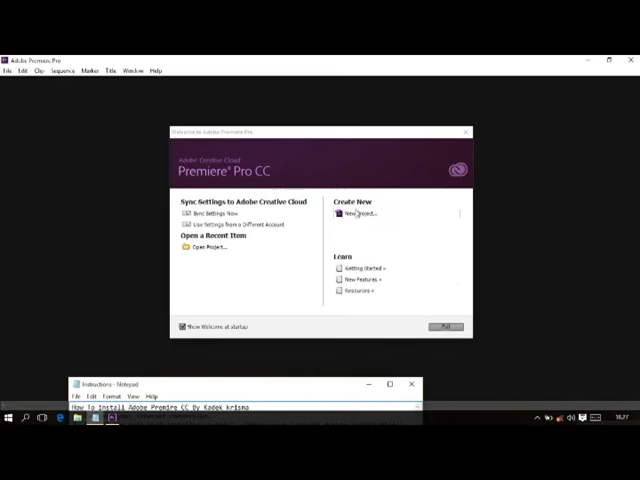 Adobe Premiere Pro
File Edit Clip Sequence Marker Title Window Help
Welcome to Adobe Premiere Pro
Adobe Creative Cloud
Premiere® Pro CC
Sync Settings to Adobe Creative Cloud
Sync Settings Now
Use Settings from a Different Account
Open a Recent Item
Open Project...
Create New
New Project...
Learn
Getting Started »
New Features »
Resources »
Show Welcome at startup
Instructions - Notepad
File Edit Format View Help
How To install Adobe Premire CC By Kadek krisma
18.27